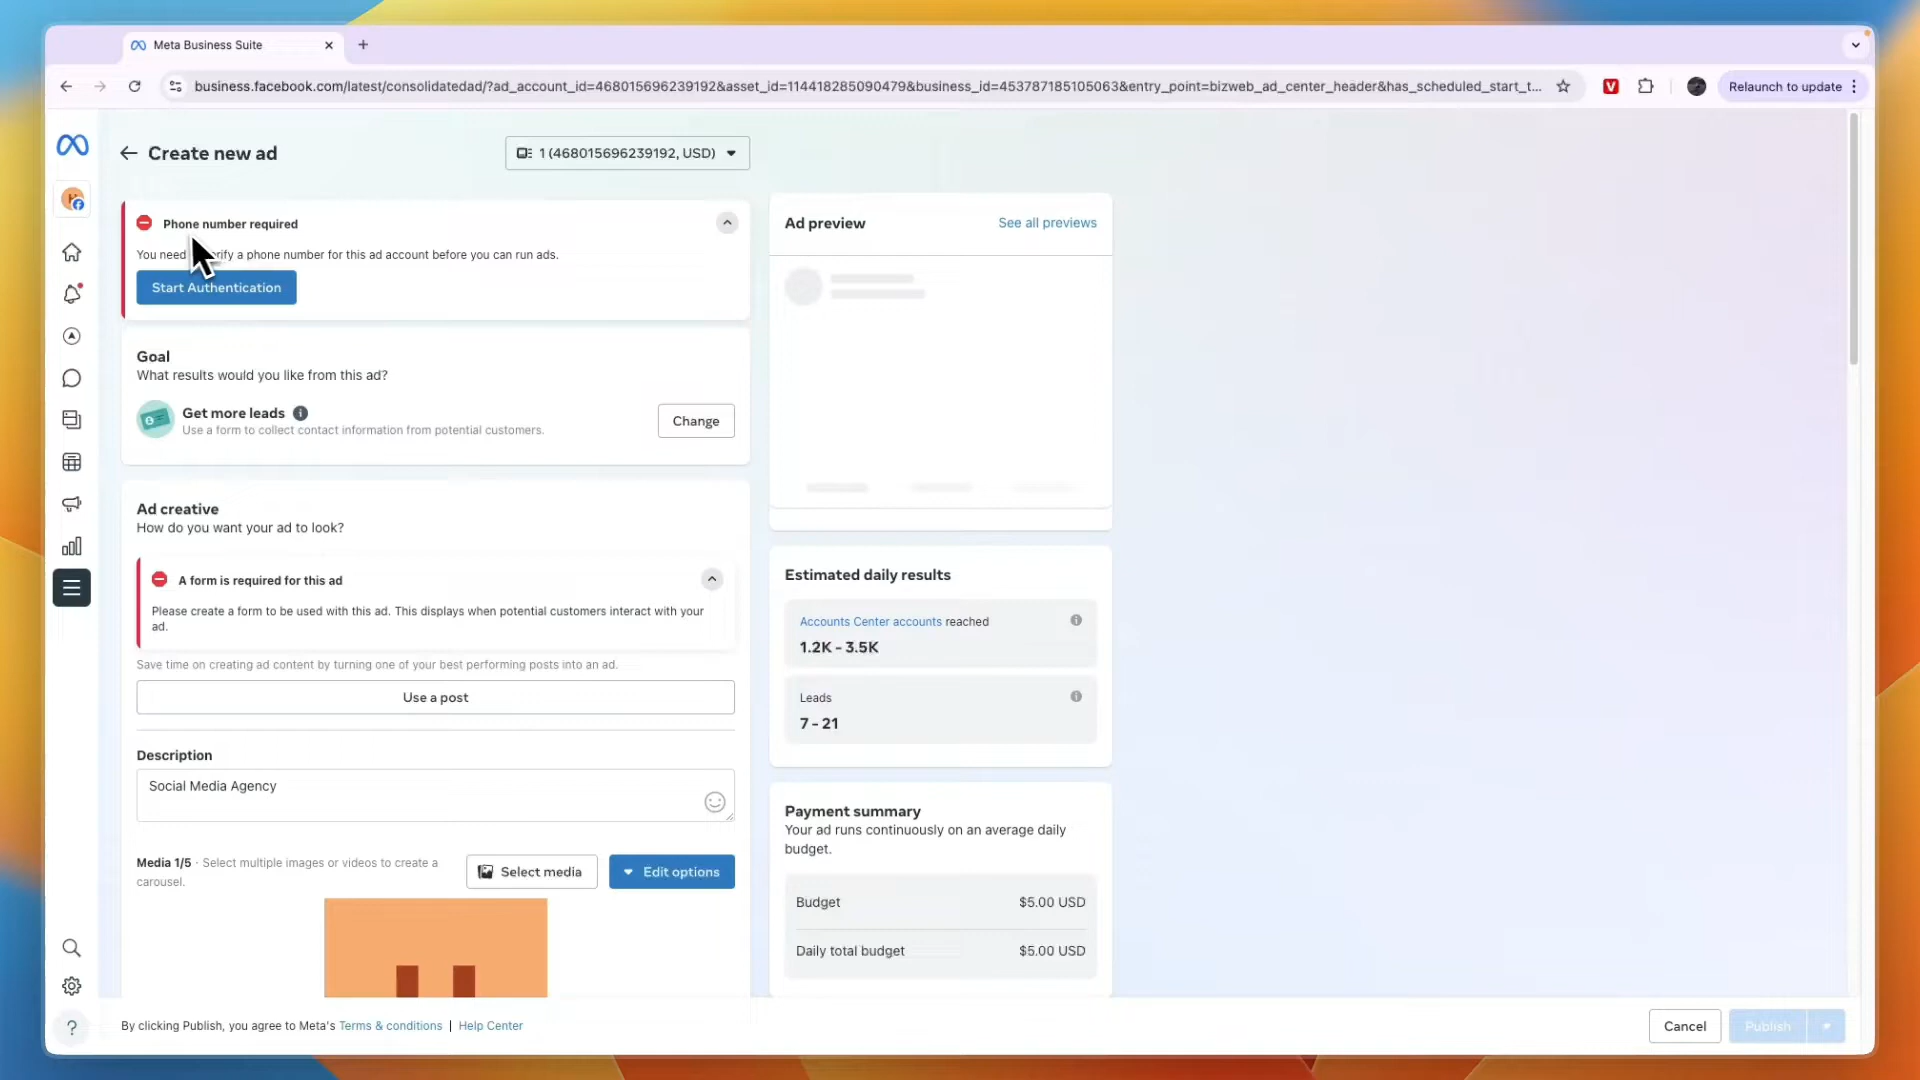 Meta Business Suite
business.facebook.com/latest/consolidatedad/?ad_account_id=468015696239192&asset_id=114418285090479&business_id=453787185105063&entry_point=bizweb_ad_center_header&has_scheduled_start_t...
Relaunch to update
Create new ad
1 (468015696239192, USD)
Phone number required
You need rify a phone number for this ad account before you can run ads.
Start Authentication
Goal
What results would you like from this ad?
Get more leads
Use a form to collect contact information from potential customers.
Change
Ad creative
How do you want your ad to look?
A form is required for this ad
Please create a form to be used with this ad. This displays when potential customers interact with your
ad.
Save time on creating ad content by turning one of your best performing posts into an ad.
Use a post
Description
Social Media Agency
Media 1/5 · Select multiple images or videos to create a
carousel.
Select media
Edit options
Ad preview
See all previews
Estimated daily results
Accounts Center accounts reached
1.2K - 3.5K
Leads
7 - 21
Payment summary
Your ad runs continuously on an average daily
budget.
Budget $5.00 USD
Daily total budget $5.00 USD
By clicking Publish, you agree to Meta's Terms & conditions | Help Center
Cancel
Publish